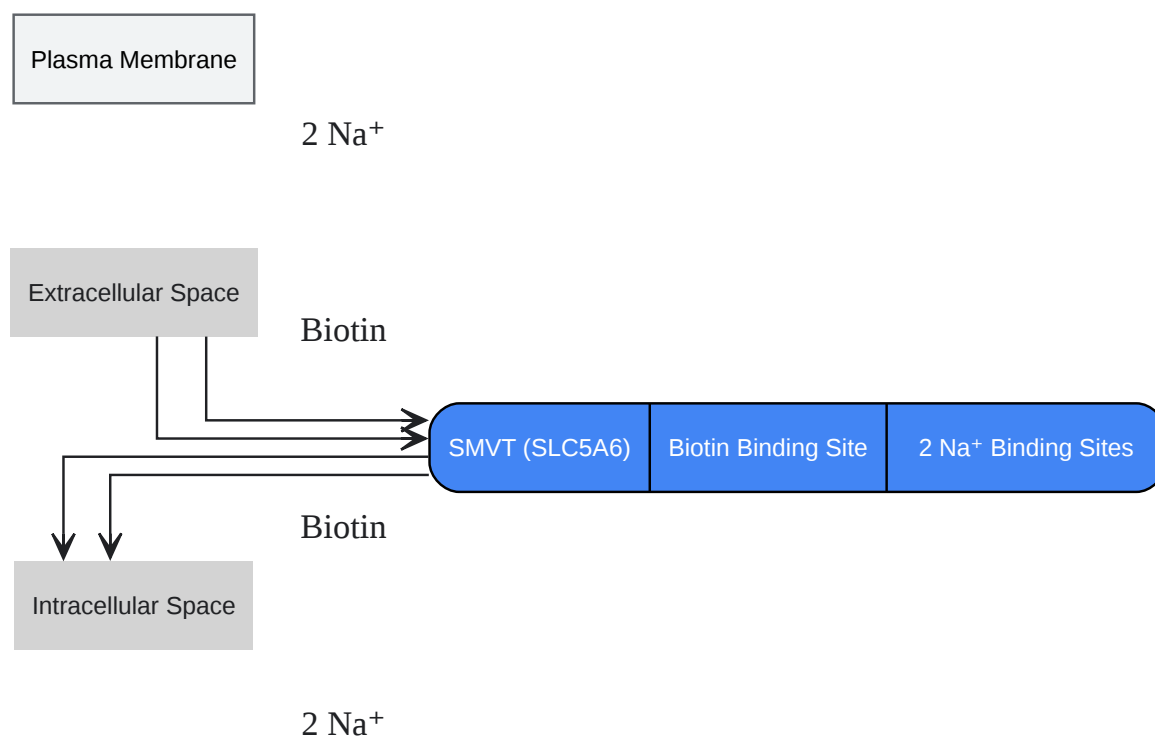 Plasma Membrane
2 Na⁺
Extracellular Space
Biotin
SMVT (SLC5A6)
Biotin Binding Site
2 Na⁺ Binding Sites
Biotin
Intracellular Space
2 Na⁺